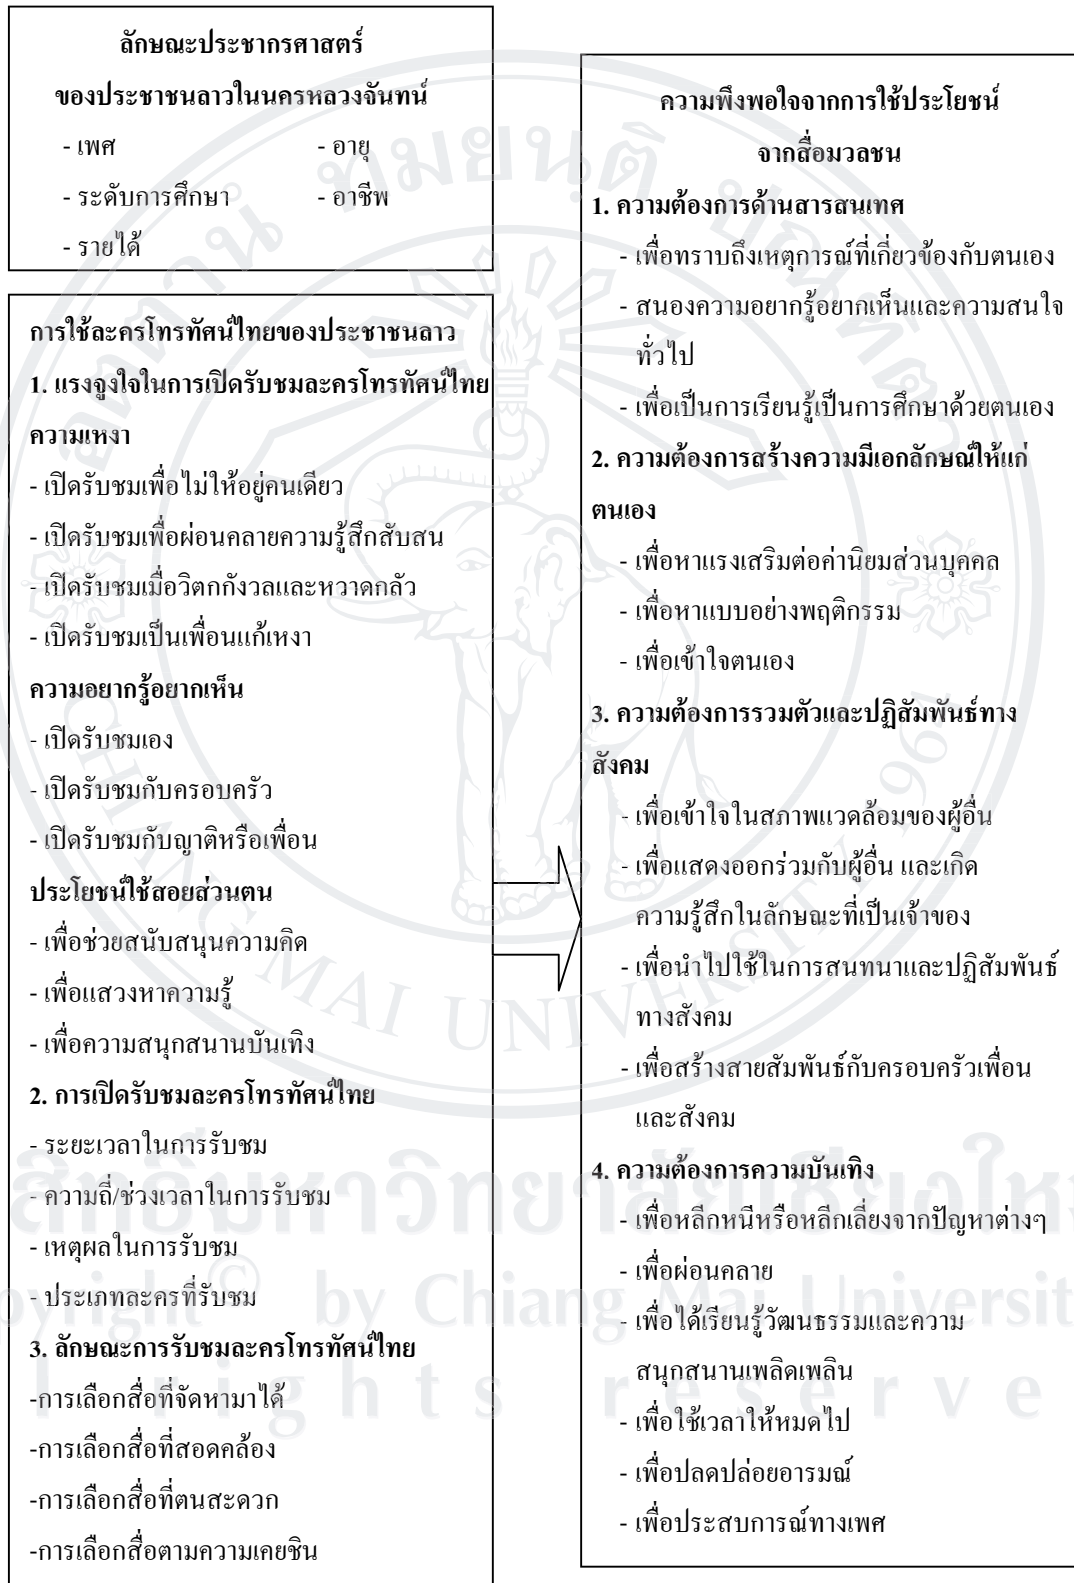 ลักษณะประชากรศาสตร์
ของประชาชนลาวในนครหลวงจันทน์
- เพศ - อายุ
- ระดับการศึกษา - อาชีพ
- รายได้
การใช้ละครโทรทัศน์ไทยของประชาชนลาว
1. แรงจูงใจในการเปิดรับชมละครโทรทัศน์ไทย
ความเหงา
- เปิดรับชมเพื่อไม่ให้อยู่คนเดียว
- เปิดรับชมเพื่อผ่อนคลายความรู้สึกสับสน
- เปิดรับชมเมื่อวิตกกังวลและหวาดกลัว
- เปิดรับชมเป็นเพื่อนแก้เหงา
ความอยากรู้อยากเห็น
- เปิดรับชมเอง
- เปิดรับชมกับครอบครัว
- เปิดรับชมกับญาติหรือเพื่อน
ประโยชน์ใช้สอยส่วนตน
- เพื่อช่วยสนับสนุนความคิด
- เพื่อแสวงหาความรู้
- เพื่อความสนุกสนานบันเทิง
2. การเปิดรับชมละครโทรทัศน์ไทย
- ระยะเวลาในการรับชม
- ความถี่/ช่วงเวลาในการรับชม
- เหตุผลในการรับชม
- ประเภทละครที่รับชม
3. ลักษณะการรับชมละครโทรทัศน์ไทย
-การเลือกสื่อที่จัดหามาได้
-การเลือกสื่อที่สอดคล้อง
-การเลือกสื่อที่ตนสะดวก
-การเลือกสื่อตามความเคยชิน
ความพึงพอใจจากการใช้ประโยชน์
จากสื่อมวลชน
1. ความต้องการด้านสารสนเทศ
- เพื่อทราบถึงเหตุการณ์ที่เกี่ยวข้องกับตนเอง
- สนองความอยากรู้อยากเห็นและความสนใจ
ทั่วไป
- เพื่อเป็นการเรียนรู้เป็นการศึกษาด้วยตนเอง
2. ความต้องการสร้างความมีเอกลักษณ์ให้แก่
ตนเอง
- เพื่อหาแรงเสริมต่อค่านิยมส่วนบุคคล
- เพื่อหาแบบอย่างพฤติกรรม
- เพื่อเข้าใจตนเอง
3. ความต้องการรวมตัวและปฏิสัมพันธ์ทาง
สังคม
- เพื่อเข้าใจในสภาพแวดล้อมของผู้อื่น
- เพื่อแสดงออกร่วมกับผู้อื่น และเกิด
ความรู้สึกในลักษณะที่เป็นเจ้าของ
- เพื่อนำไปใช้ในการสนทนาและปฏิสัมพันธ์
ทางสังคม
- เพื่อสร้างสายสัมพันธ์กับครอบครัวเพื่อน
และสังคม
4. ความต้องการความบันเทิง
- เพื่อหลีกหนีหรือหลีกเลี่ยงจากปัญหาต่างๆ
- เพื่อผ่อนคลาย
- เพื่อได้เรียนรู้วัฒนธรรมและความ
สนุกสนานเพลิดเพลิน
- เพื่อใช้เวลาให้หมดไป
- เพื่อปลดปล่อยอารมณ์
- เพื่อประสบการณ์ทางเพศ
CHIANG MAI UNIVERSITY 1964
by Chiang Mai
rights